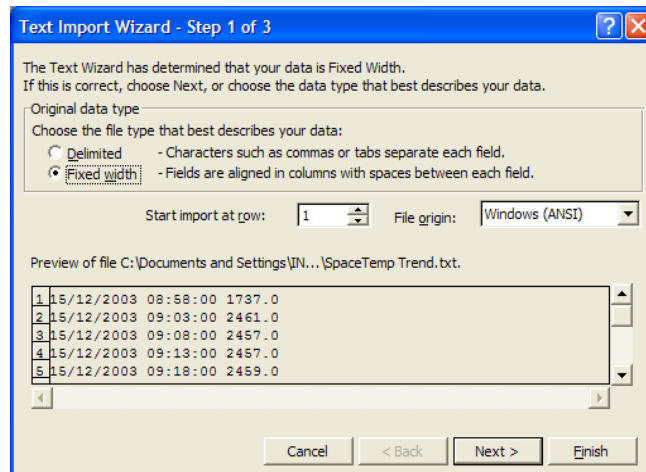 Text Import Wizard - Step 1 of 3
The Text Wizard has determined that your data is Fixed Width.
If this is correct, choose Next, or choose the data type that best describes your data.
Original data type
Choose the file type that best describes your data:
Delimited - Characters such as commas or tabs separate each field.
Fixed width - Fields are aligned in columns with spaces between each field.
Start import at row: 1 File origin: Windows (ANSI)
Preview of file C:\Documents and Settings\IN...\SpaceTemp Trend.txt.
1 15/12/2003 08:58:00 1737.0
2 15/12/2003 09:03:00 2461.0
3 15/12/2003 09:08:00 2457.0
4 15/12/2003 09:13:00 2457.0
5 15/12/2003 09:18:00 2459.0
Cancel < Back Next > Finish